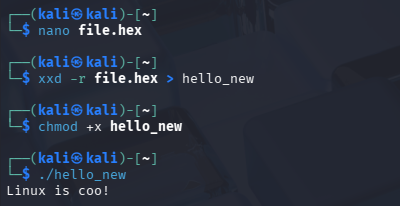 ┌──(kali㉿kali)-[~]
└─$ nano file.hex
┌──(kali㉿kali)-[~]
└─$ xxd -r file.hex > hello_new
┌──(kali㉿kali)-[~]
└─$ chmod +x hello_new
┌──(kali㉿kali)-[~]
└─$ ./hello_new
Linux is coo!